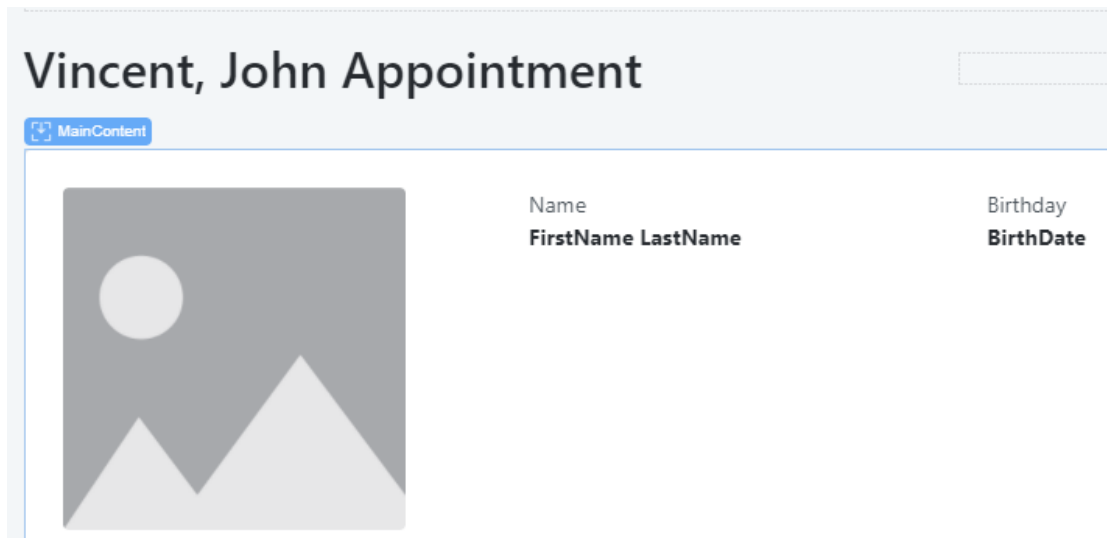 Vincent, John Appointment
MainContent
Name
FirstName LastName
Birthday
BirthDate